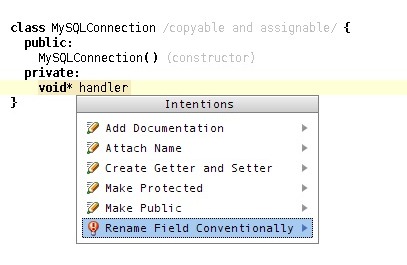 class MySQLConnection /copyable and assignable/ {
public:
MySQLConnection() (constructor)
private:
void* handler
}
Intentions
Add Documentation
Attach Name
Create Getter and Setter
Make Protected
Make Public
Rename Field Conventionally